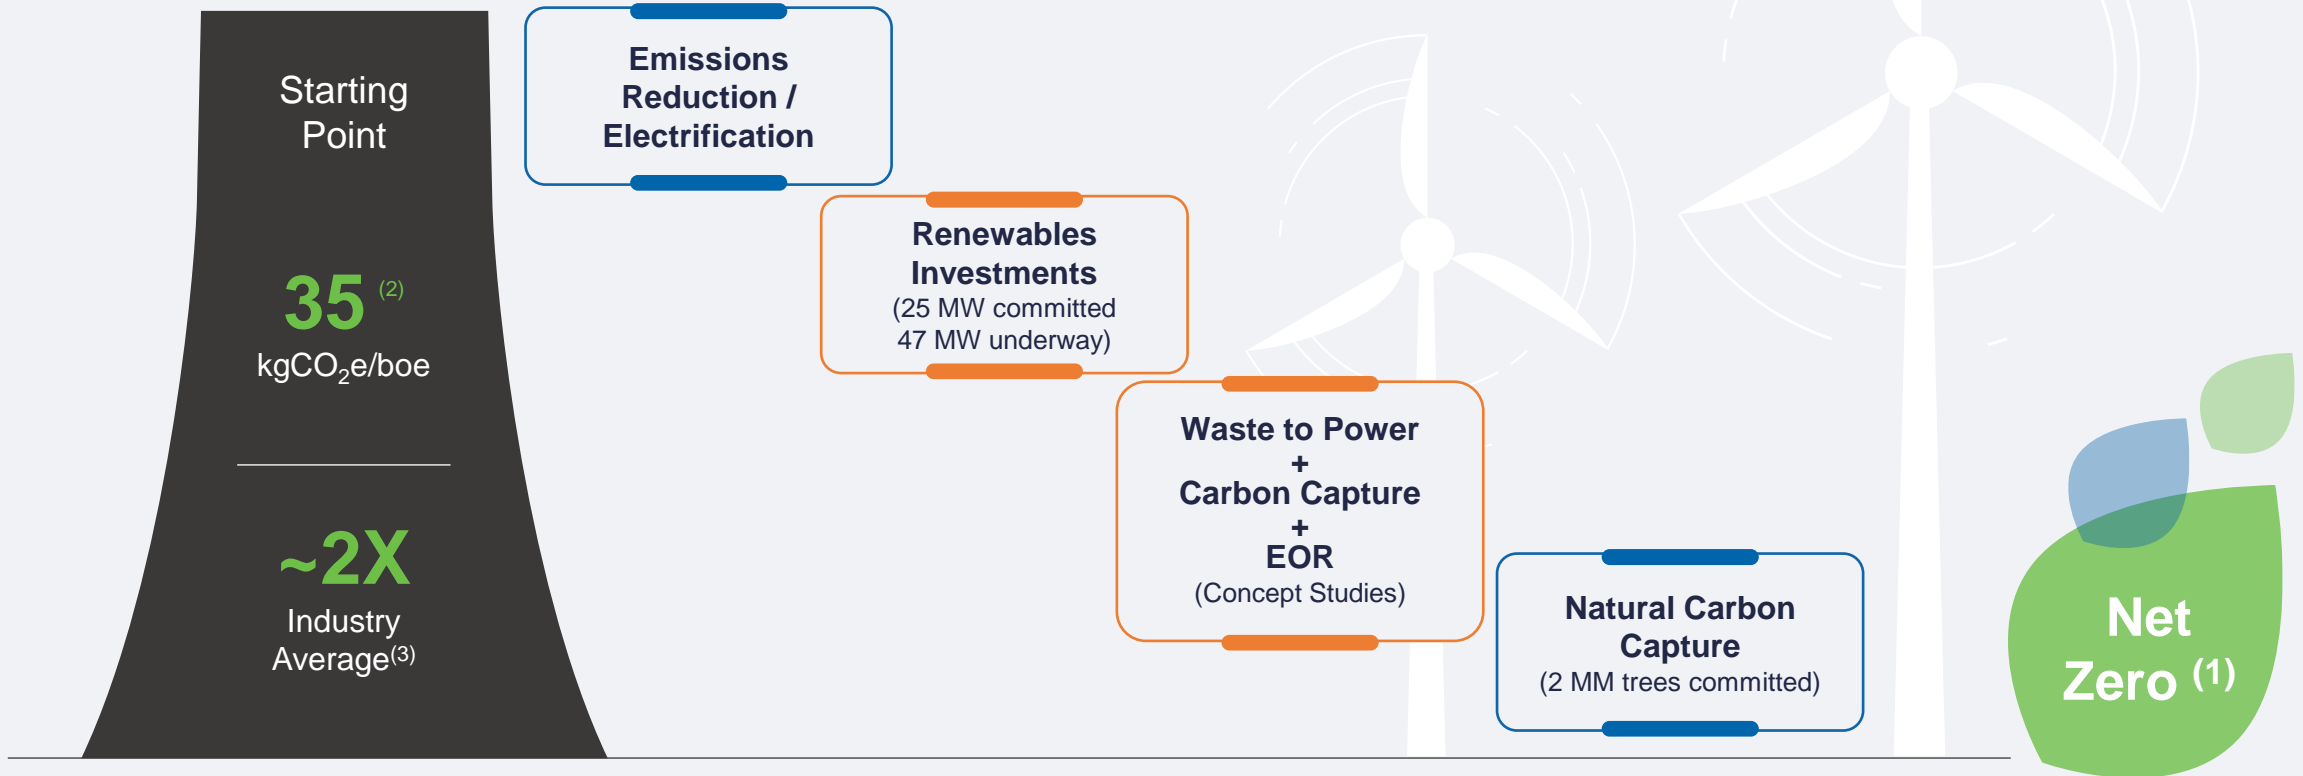 Starting
Point
35 (2)
kgCO₂e/boe
~2X
Industry
Average(3)
Emissions
Reduction /
Electrification
Renewables
Investments
(25 MW committed
47 MW underway)
Waste to Power
+
Carbon Capture
+
EOR
(Concept Studies)
Natural Carbon
Capture
(2 MM trees committed)
Net
Zero (1)